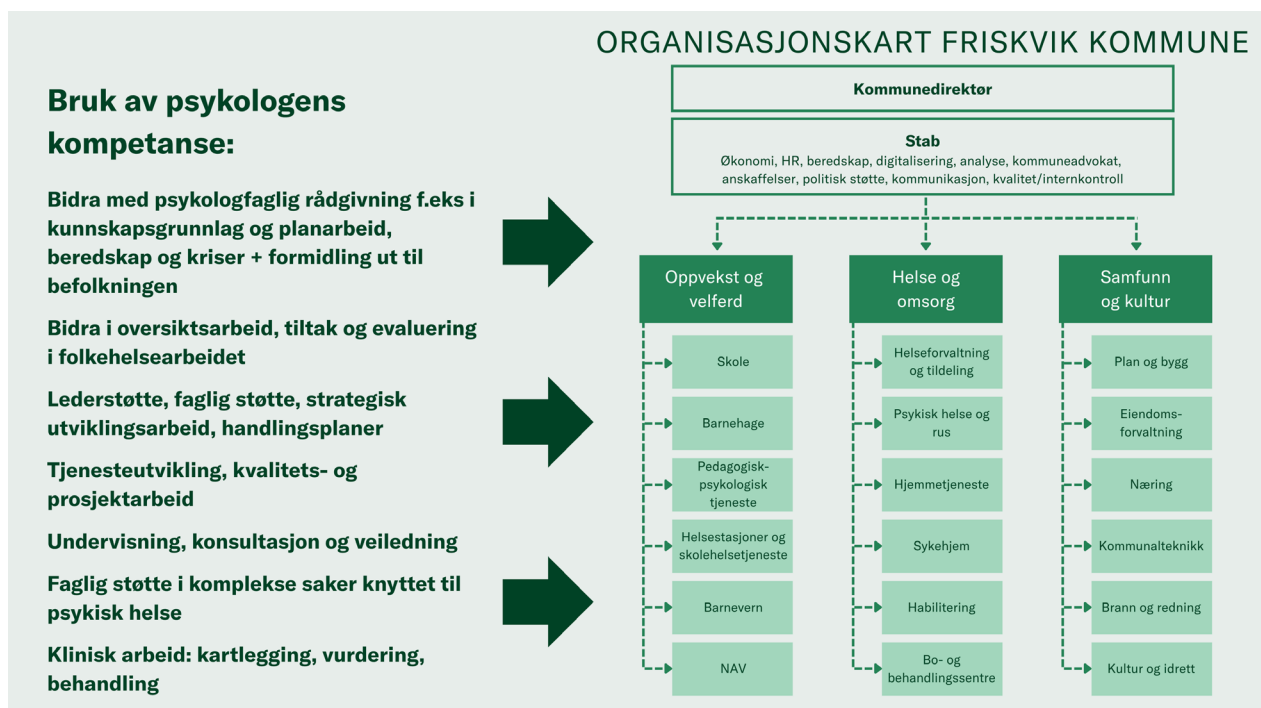 ORGANISASJONSKART FRISKVIK KOMMUNE
Bruk av psykologens
kompetanse:
Bidra med psykologfaglig rådgivning f.eks i
kunnskapsgrunnlag og planarbeid,
beredskap og kriser + formidling ut til
befolkningen
Bidra i oversiktsarbeid, tiltak og evaluering
i folkehelsearbeidet
Lederstøtte, faglig støtte, strategisk
utviklingsarbeid, handlingsplaner
Tjenesteutvikling, kvalitets- og
prosjektarbeid
Undervisning, konsultasjon og veiledning
Faglig støtte i komplekse saker knyttet til
psykisk helse
Klinisk arbeid: kartlegging, vurdering,
behandling
Kommunedirektør
Stab
Økonomi, HR, beredskap, digitalisering, analyse, kommuneadvokat,
anskaffelser, politisk støtte, kommunikasjon, kvalitet/internkontroll
Oppvekst og
velferd
Skole
Barnehage
Pedagogisk-
psykologisk
tjeneste
Helsestasjoner og
skolehelsetjeneste
Barnevern
NAV
Helse og
omsorg
Helseforvaltning
og tildeling
Psykisk helse og
rus
Hjemmetjeneste
Sykehjem
Habilitering
Bo- og
behandlingssentre
Samfunn
og kultur
Plan og bygg
Eiendoms-
forvaltning
Næring
Kommunalteknikk
Brann og redning
Kultur og idrett